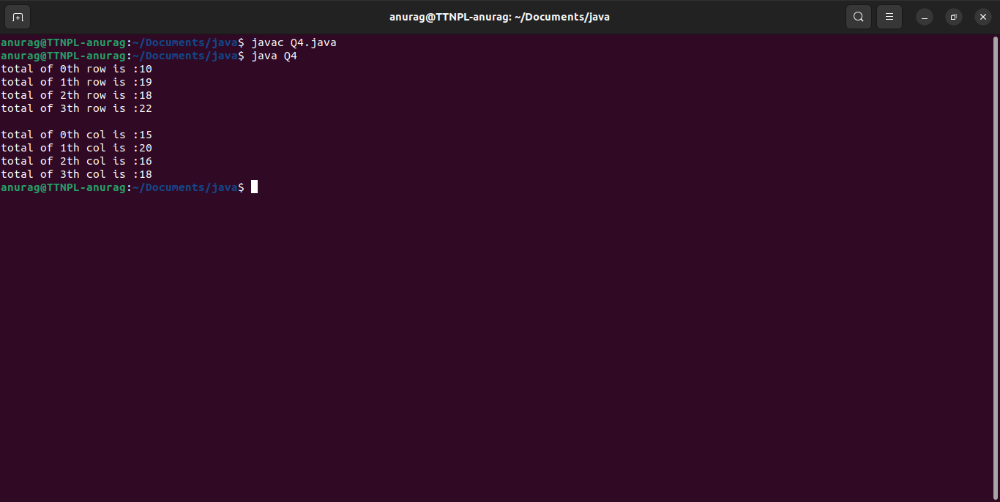 anurag@TTNPL-anurag: ~/Documents/java
anurag@TTNPL-anurag:~/Documents/java$ javac Q4.java
anurag@TTNPL-anurag:~/Documents/java$ java Q4
total of 0th row is :10
total of 1th row is :19
total of 2th row is :18
total of 3th row is :22

total of 0th col is :15
total of 1th col is :20
total of 2th col is :16
total of 3th col is :18
anurag@TTNPL-anurag:~/Documents/java$